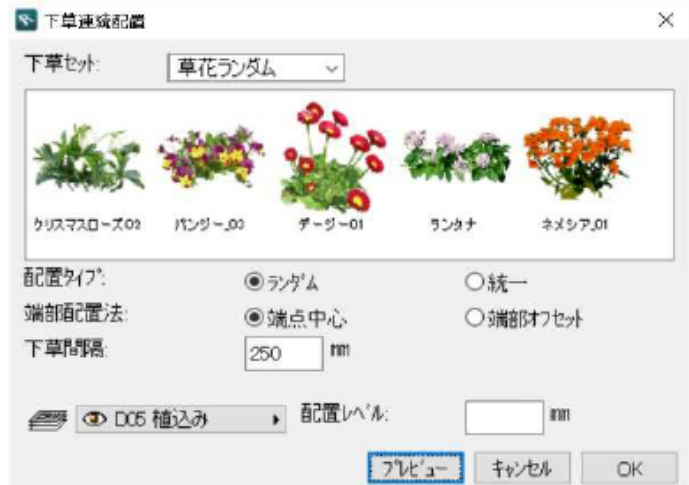 下草連続配置
下草セット: 草花ランダム
クリスマスローズ02 パンジー_03 デージー01 ランタナ ネメシア_01
配置タイプ: ランダム 統一
端部配置法: 端点中心 端部オフセット
下草間隔: 250 mm
D05 植込み 配置レベル: mm
プレビュー キャンセル OK